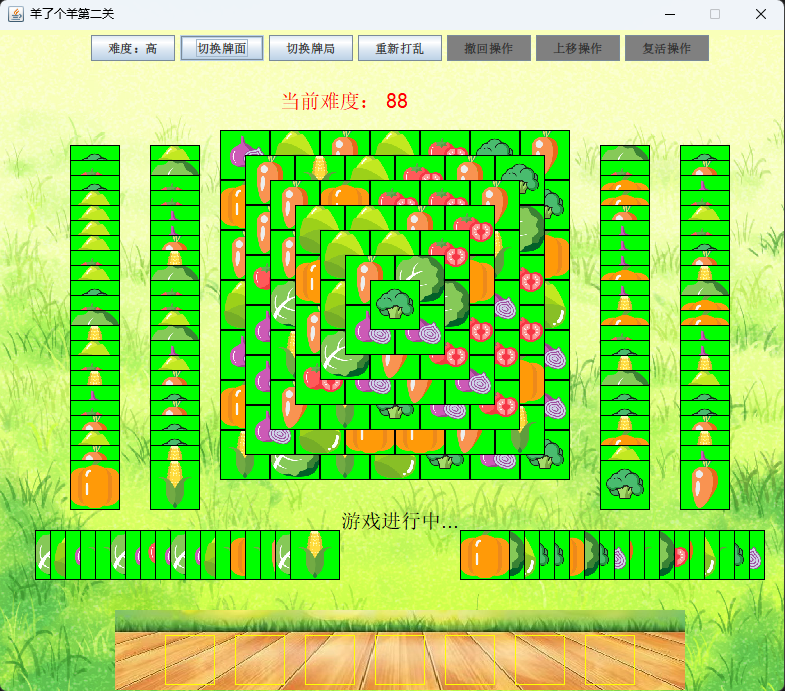 羊了个羊第二关
难度：高 切换牌面 切换牌局 重新打乱 撤回操作 上移操作 复活操作
当前难度： 88
游戏进行中...